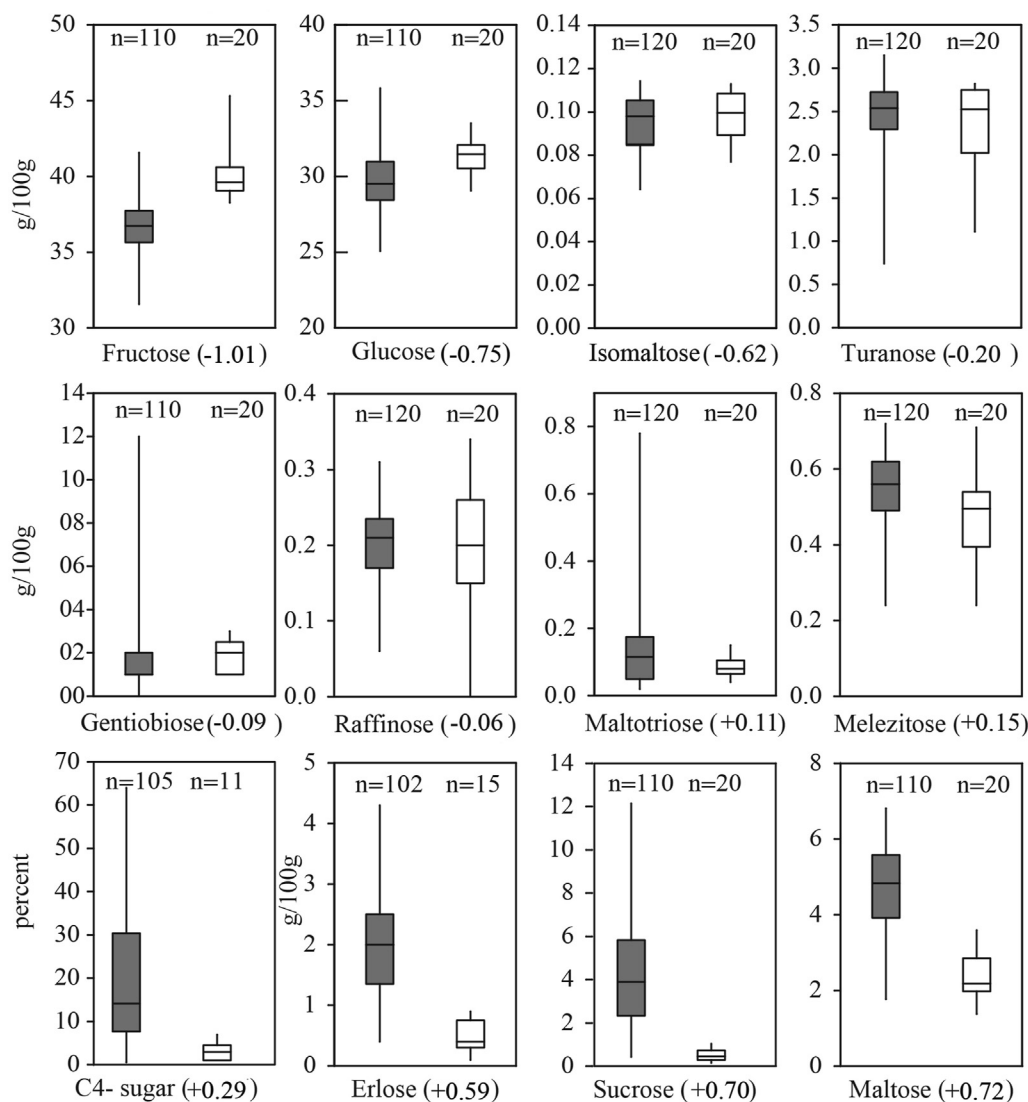 50 n=110 n=20
45
40
35
30
g/100g
Fructose (-1.01)
40 n=110 n=20
35
30
25
20
Glucose (-0.75)
0.14 n=120 n=20
0.12
0.10
0.08
0.06
0.04
0.02
0.00
Isomaltose (-0.62)
3.5 n=120 n=20
3.0
2.5
2.0
1.5
1.0
0.5
0.0
Turanose (-0.20)
14 n=110 n=20
12
10
08
06
04
02
00
g/100g
Gentiobiose (-0.09)
0.4 n=120 n=20
0.3
0.2
0.1
0.0
Raffinose (-0.06)
n=120 n=20
0.8
0.6
0.4
0.2
0.0
Maltotriose (+0.11)
0.8 n=120 n=20
0.6
0.4
0.2
0.0
Melezitose (+0.15)
70 n=105 n=11
60
50
40
30
20
10
0
percent
C4- sugar (+0.29)
5 n=102 n=15
4
3
2
1
0
g/100g
Erlose (+0.59)
14 n=110 n=20
12
10
8
6
4
2
0
Sucrose (+0.70)
8 n=110 n=20
6
4
2
0
Maltose (+0.72)